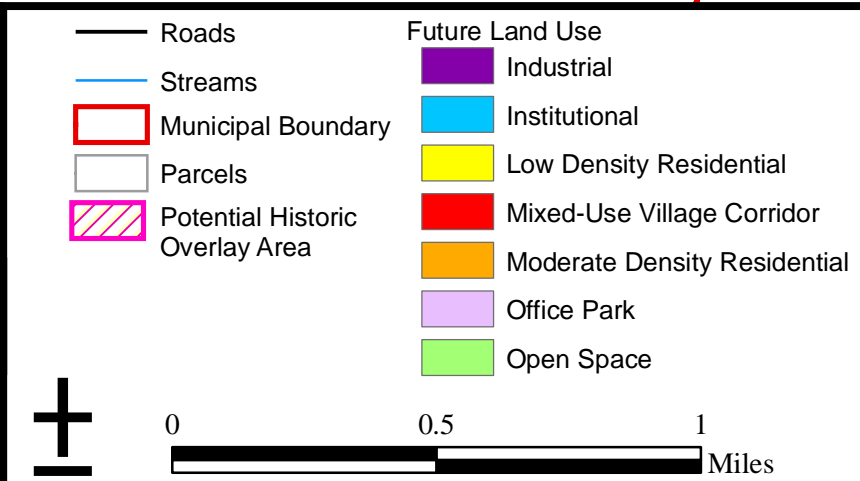 Roads
Streams
Municipal Boundary
Parcels
Potential Historic
Overlay Area
Future Land Use
Industrial
Institutional
Low Density Residential
Mixed-Use Village Corridor
Moderate Density Residential
Office Park
Open Space
±
0 0.5 1
Miles